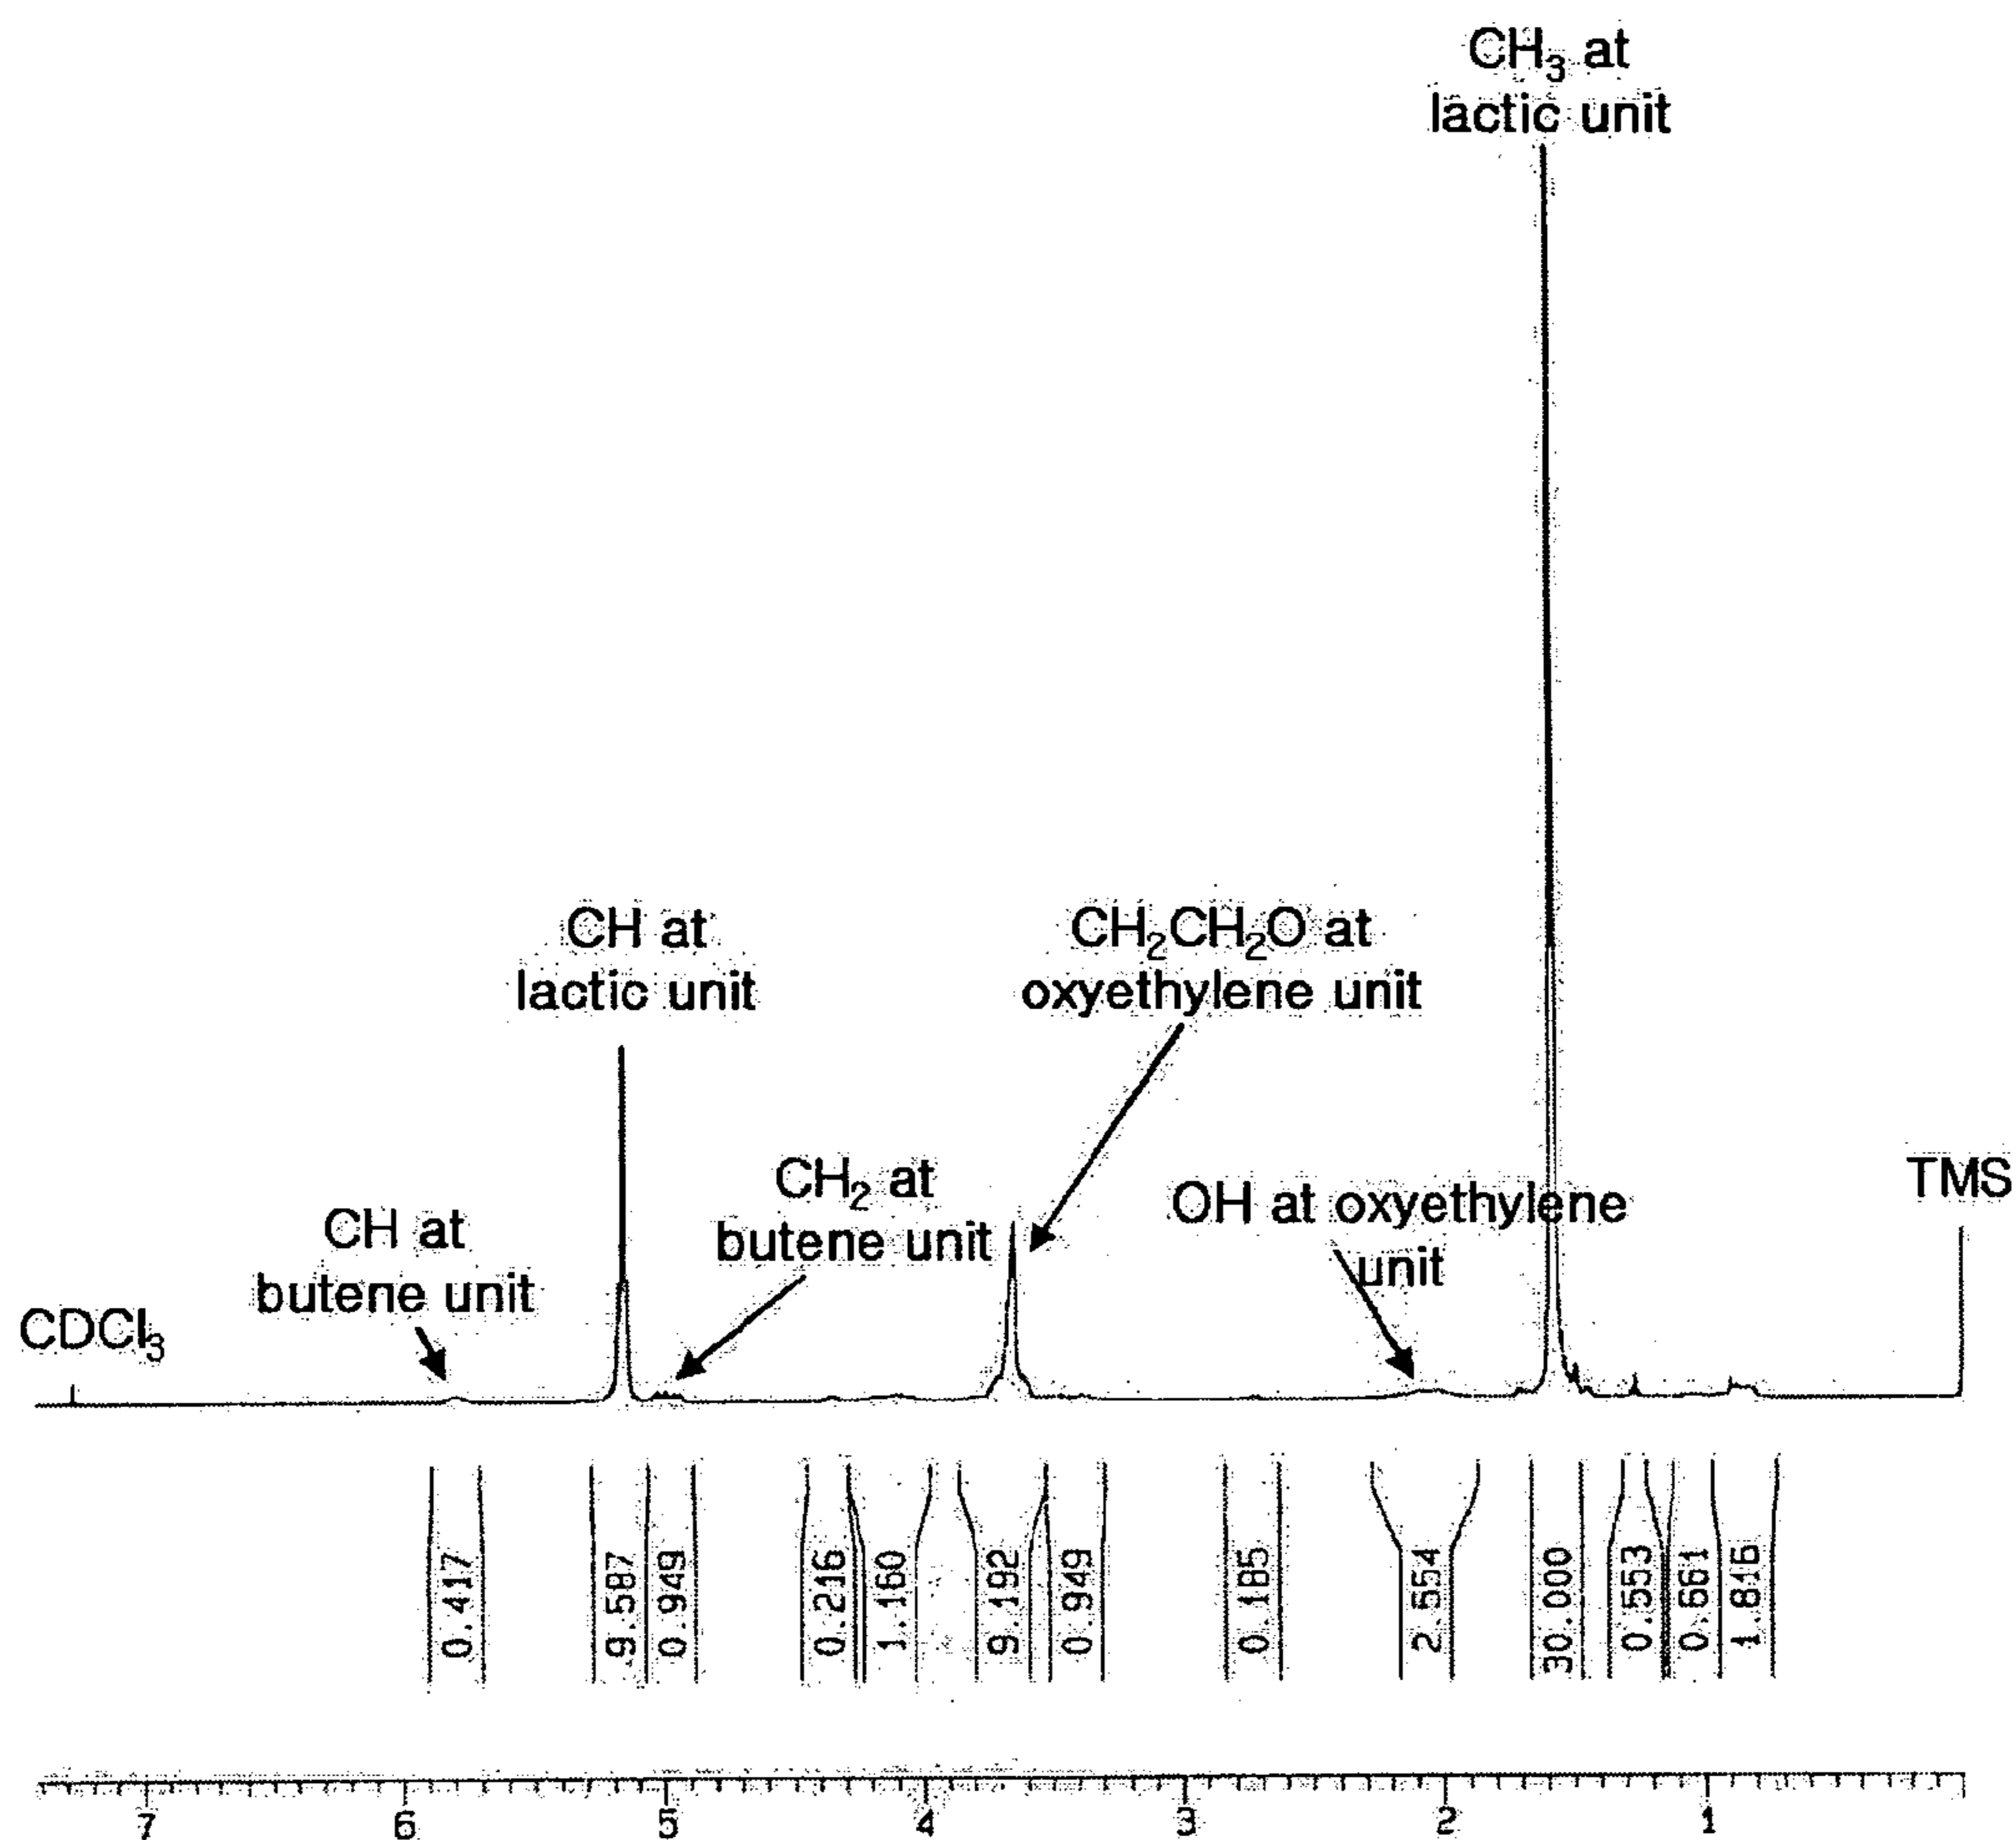 CH₃ at
lactic unit
CH at
lactic unit
CH₂CH₂O at
oxyethylene unit
CH₂ at
butene unit
OH at oxyethylene
unit
TMS
CH at
butene unit
CDCl₃
0.417
9.587
0.949
0.216
1.160
9.192
0.949
0.185
2.554
30.000
0.553
0.661
1.816
7 6 5 4 3 2 1